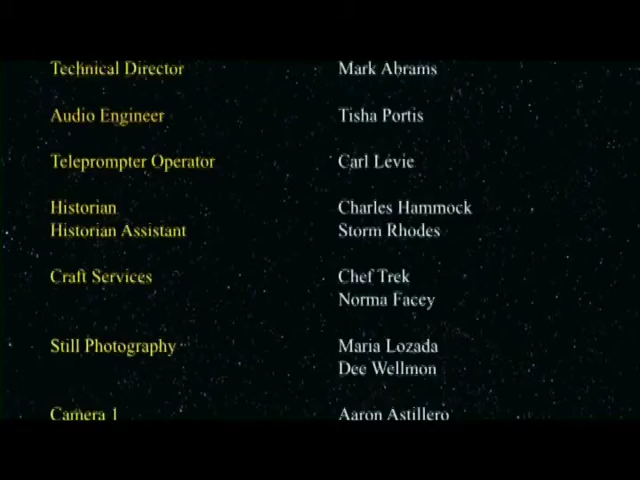 Technical Director Mark Abrams
Audio Engineer Tisha Portis
Teleprompter Operator Carl Levie
Historian Charles Hammock
Historian Assistant Storm Rhodes
Craft Services Chef Trek
Norma Facey
Still Photography Maria Lozada
Dee Wellmon
Camera 1 Aaron Astillero